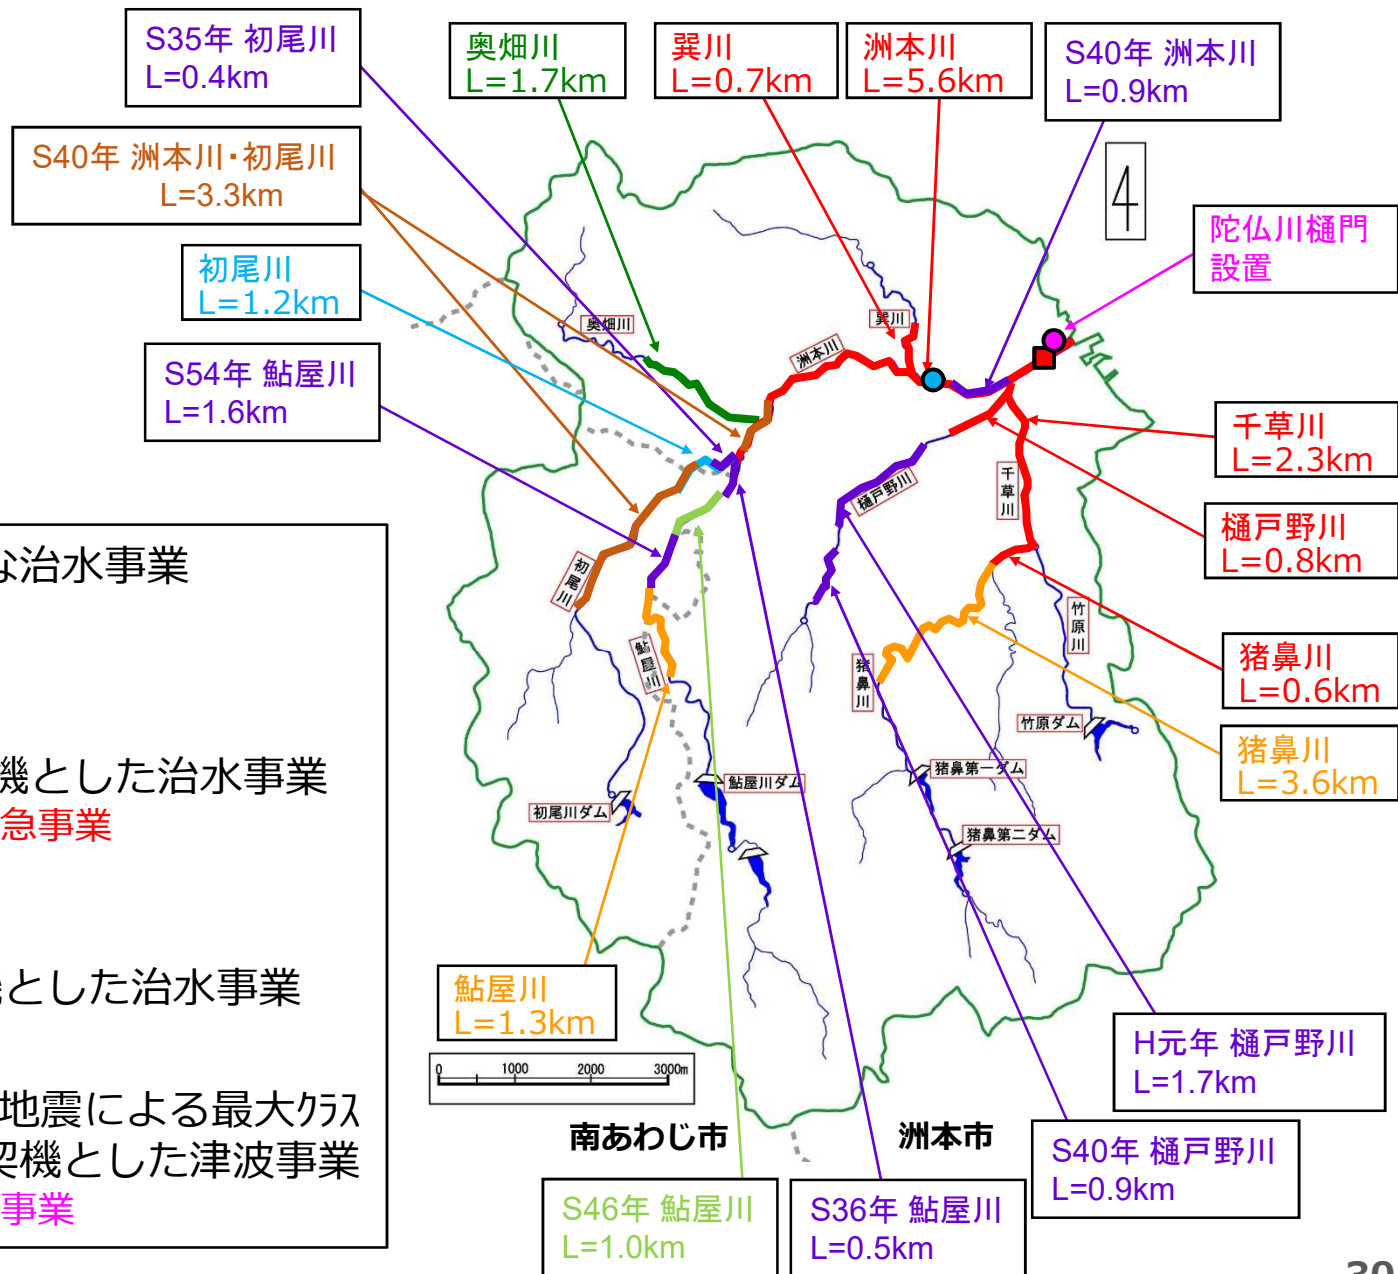 S35年 初尾川
L=0.4km
奥畑川
L=1.7km
巽川
L=0.7km
洲本川
L=5.6km
S40年 洲本川
L=0.9km
S40年 洲本川・初尾川
L=3.3km
陀仏川樋門
設置
初尾川
L=1.2km
S54年 鮎屋川
L=1.6km
奥畑川
巽川
洲本川
千草川
L=2.3km
樋戸野川
千草川
樋戸野川
L=0.8km
な治水事業
初尾川
鮎屋川
猪鼻川
竹原川
猪鼻川
L=0.6km
竹原ダム
猪鼻川
L=3.6km
機とした治水事業
急事業
鮎屋川ダム
猪鼻第一ダム
初尾川ダム
猪鼻第二ダム
機とした治水事業
鮎屋川
L=1.3km
H元年 樋戸野川
L=1.7km
0 1000 2000 3000m
地震による最大クラス
契機とした津波事業
事業
南あわじ市
洲本市
S40年 樋戸野川
L=0.9km
S46年 鮎屋川
L=1.0km
S36年 鮎屋川
L=0.5km
30